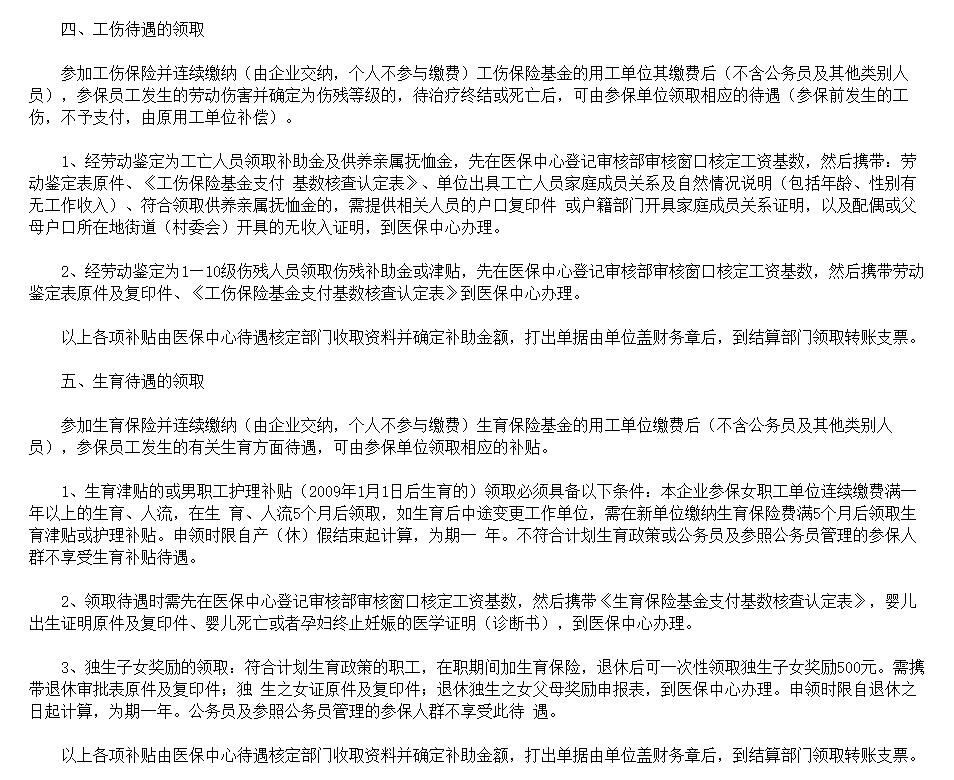 四、工伤待遇的领取
参加工伤保险并连续缴纳（由企业交纳，个人不参与缴费）工伤保险基金的用工单位其缴费后（不含公务员及其他类别人
员），参保员工发生的劳动伤害并确定为伤残等级的，待治疗终结或死亡后，可由参保单位领取相应的待遇（参保前发生的工
伤，不予支付，由原用工单位补偿）。
1、经劳动鉴定为工亡人员领取补助金及供养亲属抚恤金，先在医保中心登记审核部审核窗口核定工资基数，然后携带：劳
动鉴定表原件、《工伤保险基金支付 基数核查认定表》、单位出具工亡人员家庭成员关系及自然情况说明（包括年龄、性别有
无工作收入）、符合领取供养亲属抚恤金的，需提供相关人员的户口复印件 或户籍部门开具家庭成员关系证明，以及配偶或父
母户口所在地街道（村委会）开具的无收入证明，到医保中心办理。
2、经劳动鉴定为1—10级伤残人员领取伤残补助金或津贴，先在医保中心登记审核部审核窗口核定工资基数，然后携带劳动
鉴定表原件及复印件、《工伤保险基金支付基数核查认定表》到医保中心办理。
以上各项补贴由医保中心待遇核定部门收取资料并确定补助金额，打出单据由单位盖财务章后，到结算部门领取转账支票。
五、生育待遇的领取
参加生育保险并连续缴纳（由企业交纳，个人不参与缴费）生育保险基金的用工单位缴费后（不含公务员及其他类别人
员），参保员工发生的有关生育方面待遇，可由参保单位领取相应的补贴。
1、生育津贴的或男职工护理补贴（2009年1月1日后生育的）领取必须具备以下条件：本企业参保女职工单位连续缴费满一
年以上的生育、人流，在生 育、人流5个月后领取，如生育后中途变更工作单位，需在新单位缴纳生育保险费满5个月后领取生
育津贴或护理补贴。申领时限自产（休）假结束起计算，为期一 年。不符合计划生育政策或公务员及参照公务员管理的参保人
群不享受生育补贴待遇。
2、领取待遇时需先在医保中心登记审核部审核窗口核定工资基数，然后携带《生育保险基金支付基数核查认定表》，婴儿
出生证明原件及复印件、婴儿死亡或者孕妇终止妊娠的医学证明（诊断书），到医保中心办理。
3、独生子女奖励的领取：符合计划生育政策的职工，在职期间加生育保险，退休后可一次性领取独生子女奖励500元。需携
带退休审批表原件及复印件；独 生之女证原件及复印件；退休独生之女父母奖励申报表，到医保中心办理。申领时限自退休之
日起计算，为期一年。公务员及参照公务员管理的参保人群不享受此待 遇。
以上各项补贴由医保中心待遇核定部门收取资料并确定补助金额，打出单据由单位盖财务章后，到结算部门领取转账支票。